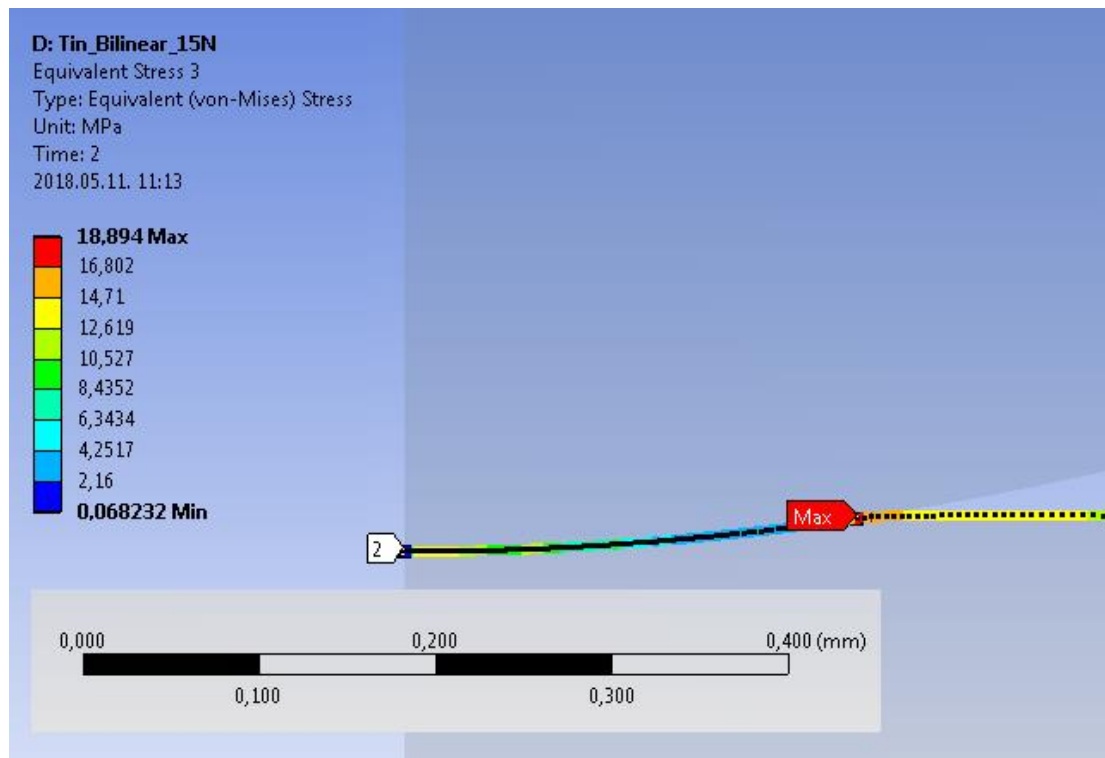 D: Tin_Bilinear_15N
Equivalent Stress 3
Type: Equivalent (von-Mises) Stress
Unit: MPa
Time: 2
2018.05.11. 11:13
18,894 Max
16,802
14,71
12,619
10,527
8,4352
6,3434
4,2517
2,16
0,068232 Min
Max
2
0,000 0,200 0,400 (mm)
0,100 0,300